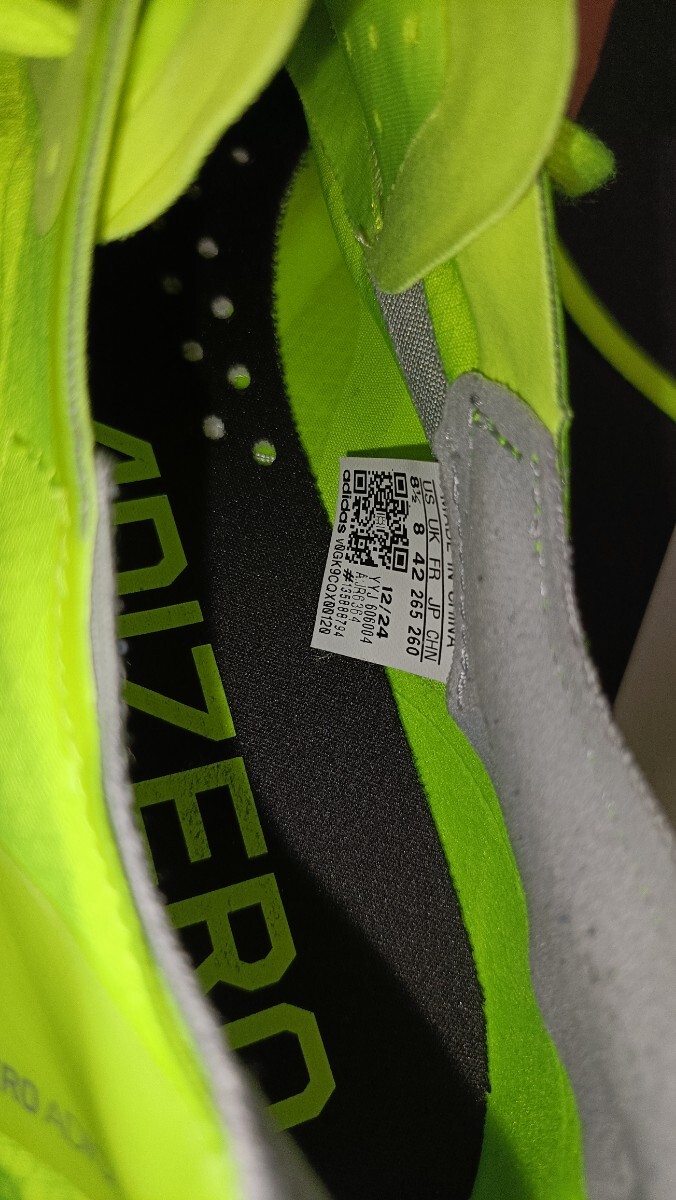 MADE IN CHINA
US UK FR JP CHN
8½ 8 42 265 260
12/24
YYJ 606004
#135888794
adidas
ADIZERO